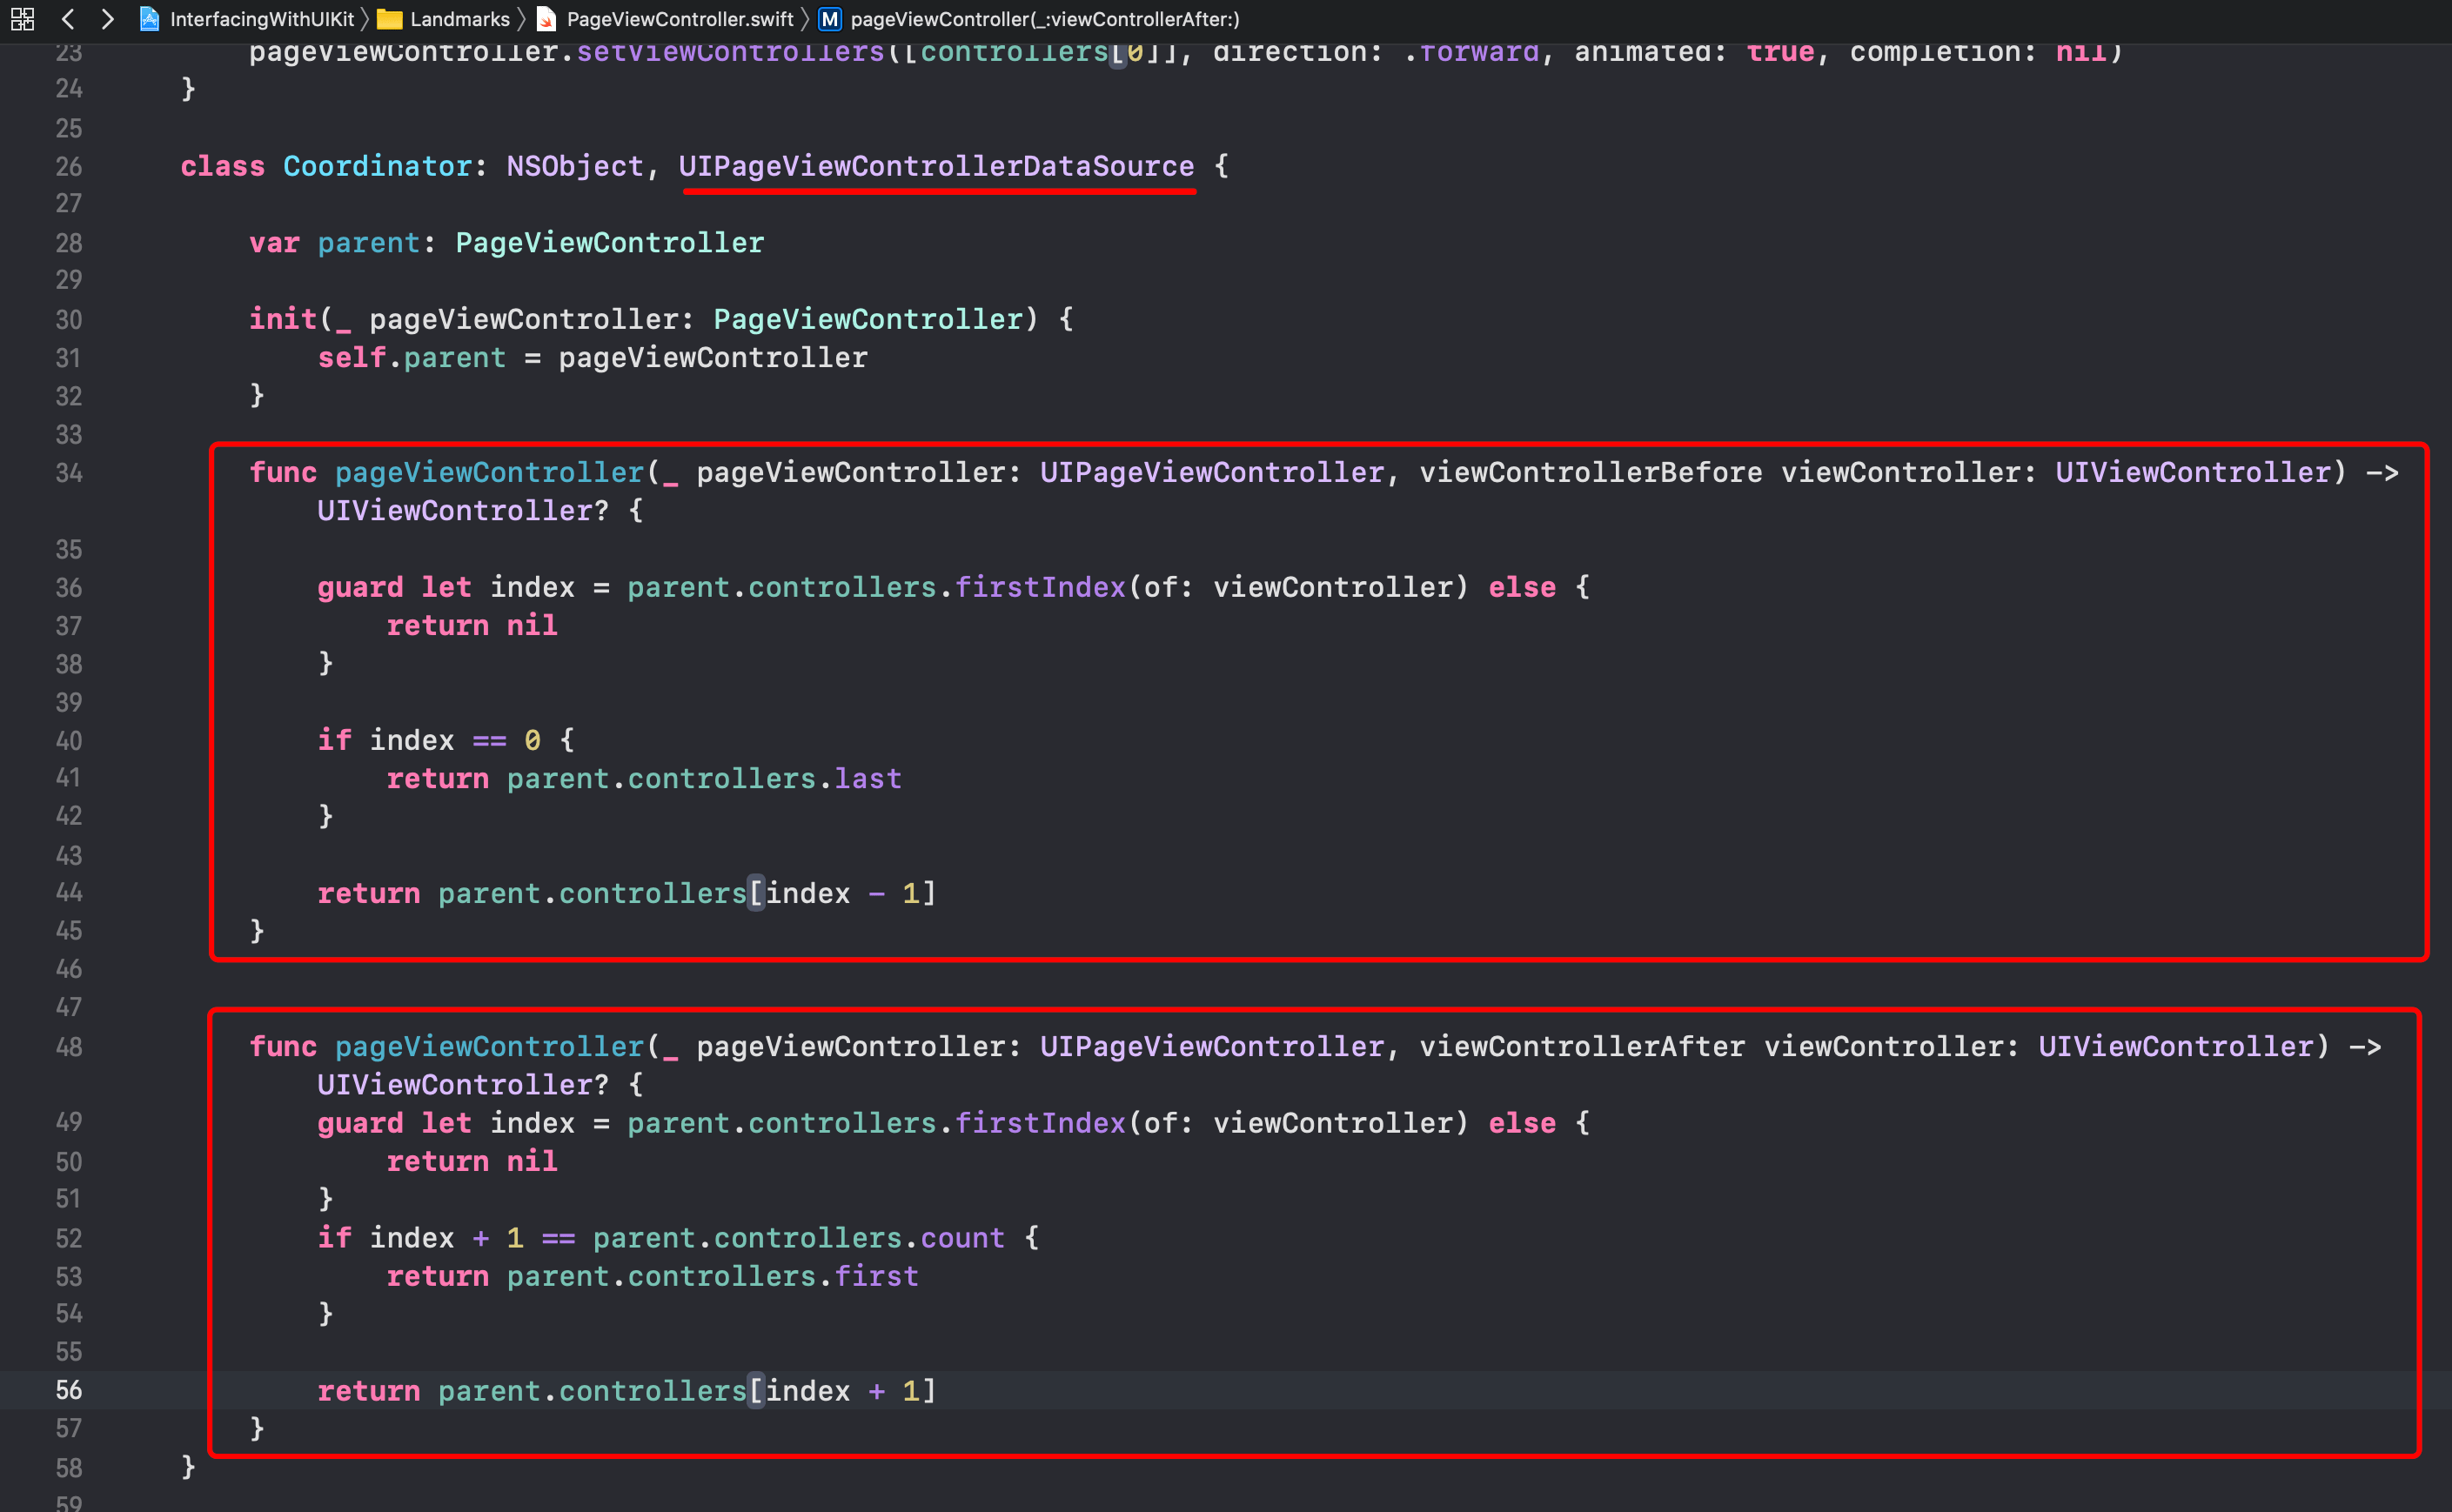 InterfacingWithUIKit Landmarks PageViewController.swift M pageViewController(_:viewControllerAfter:)
23 pageViewController.setViewControllers([controllers[0]], direction: .forward, animated: true, completion: nil)
24 }
25
26 class Coordinator: NSObject, UIPageViewControllerDataSource {
27
28 var parent: PageViewController
29
30 init(_ pageViewController: PageViewController) {
31 self.parent = pageViewController
32 }
33
34 func pageViewController(_ pageViewController: UIPageViewController, viewControllerBefore viewController: UIViewController) ->
UIViewController? {
35
36 guard let index = parent.controllers.firstIndex(of: viewController) else {
37 return nil
38 }
39
40 if index == 0 {
41 return parent.controllers.last
42 }
43
44 return parent.controllers[index - 1]
45 }
46
47
48 func pageViewController(_ pageViewController: UIPageViewController, viewControllerAfter viewController: UIViewController) ->
UIViewController? {
49 guard let index = parent.controllers.firstIndex(of: viewController) else {
50 return nil
51 }
52 if index + 1 == parent.controllers.count {
53 return parent.controllers.first
54 }
55
56 return parent.controllers[index + 1]
57 }
58 }
59